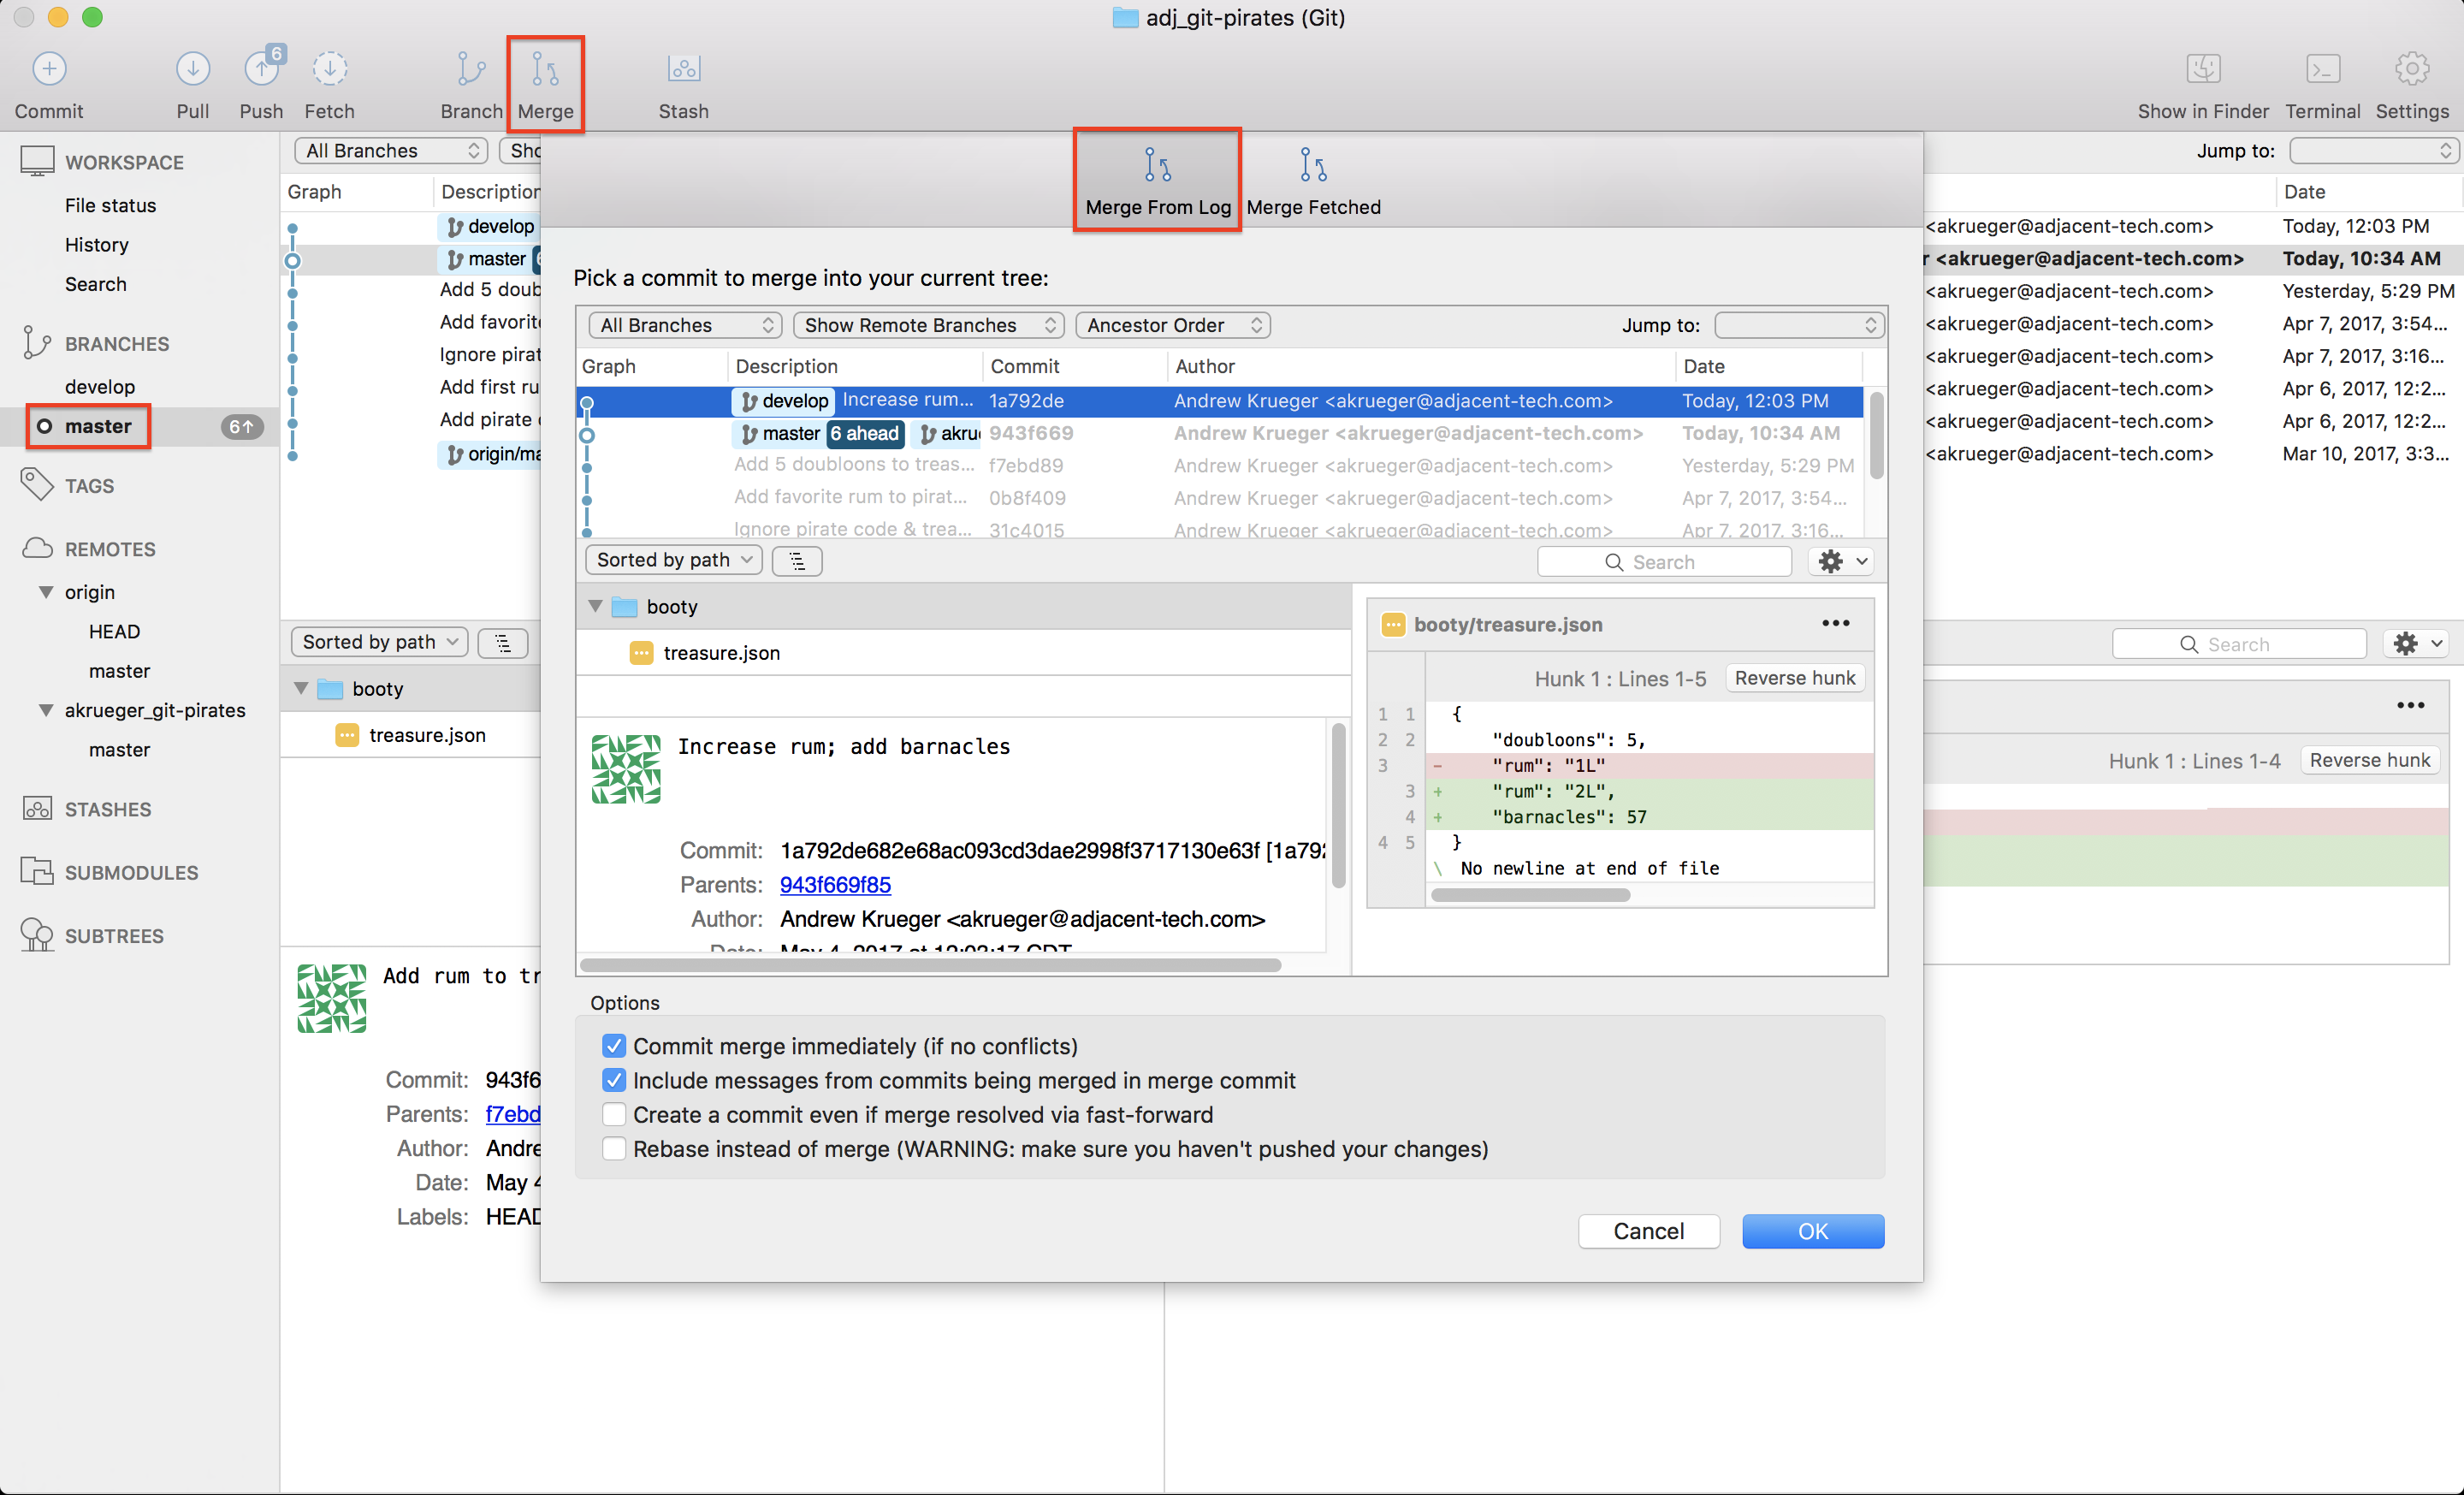 adj_git-pirates (Git)
Commit
Pull
6
Push
Fetch
Branch
Merge
Stash
Show in Finder
Terminal
Settings
WORKSPACE
File status
History
Search
BRANCHES
develop
master 6↑
TAGS
REMOTES
origin
HEAD
master
akrueger_git-pirates
master
STASHES
SUBMODULES
SUBTREES
All Branches
Graph Description
develop
master
Add 5
Add
Ignore
Add first
Add pirate
Sorted by path
booty
treasure.json
Add rum to
Commit:
Parents:
Author:
Date: May
Labels: HEAD
Merge From Log
Merge Fetched
Pick a commit to merge into your current tree:
All Branches Show Remote Branches Ancestor Order Jump to:
Graph Description Commit Author Date
develop Increase rum... 1a792de Andrew Krueger <akrueger@adjacent-tech.com> Today, 12:03 PM
master 6 ahead 943f669 Andrew Krueger <akrueger@adjacent-tech.com> Today, 10:34 AM
Add 5 doubloons to treas... f7ebd89 Andrew Krueger <akrueger@adjacent-tech.com> Yesterday, 5:29 PM
Add favorite rum to pirat... 0b8f409 Andrew Krueger <akrueger@adjacent-tech.com> Apr 7, 2017, 3:54...
Ignore pirate code & trea... 31c4015 Andrew Krueger <akrueger@adjacent-tech.com> Apr 7, 2017, 3:16...
Sorted by path Search
booty
treasure.json
Increase rum; add barnacles
Commit: 1a792de682e68ac093cd3dae2998f3717130e63f
Parents: 943f669f85
Author: Andrew Krueger <akrueger@adjacent-tech.com>
Date: May 4, 2017 at 12:03:17 CDT
booty/treasure.json •••
Hunk 1 : Lines 1-5 Reverse hunk
1 1 {
2 2 "doubloons": 5,
3 - "rum": "1L"
3 + "rum": "2L",
4 + "barnacles": 57
4 5 }
\ No newline at end of file
Options
Commit merge immediately (if no conflicts)
Include messages from commits being merged in merge commit
Create a commit even if merge resolved via fast-forward
Rebase instead of merge (WARNING: make sure you haven't pushed your changes)
Cancel
OK
Jump to:
Date
<akrueger@adjacent-tech.com> Today, 12:03 PM
<akrueger@adjacent-tech.com> Today, 10:34 AM
<akrueger@adjacent-tech.com> Yesterday, 5:29 PM
<akrueger@adjacent-tech.com> Apr 7, 2017, 3:54...
<akrueger@adjacent-tech.com> Apr 7, 2017, 3:16...
<akrueger@adjacent-tech.com> Apr 6, 2017, 12:2...
<akrueger@adjacent-tech.com> Apr 6, 2017, 12:2...
<akrueger@adjacent-tech.com> Mar 10, 2017, 3:3...
Search
•••
Hunk 1 : Lines 1-4 Reverse hunk